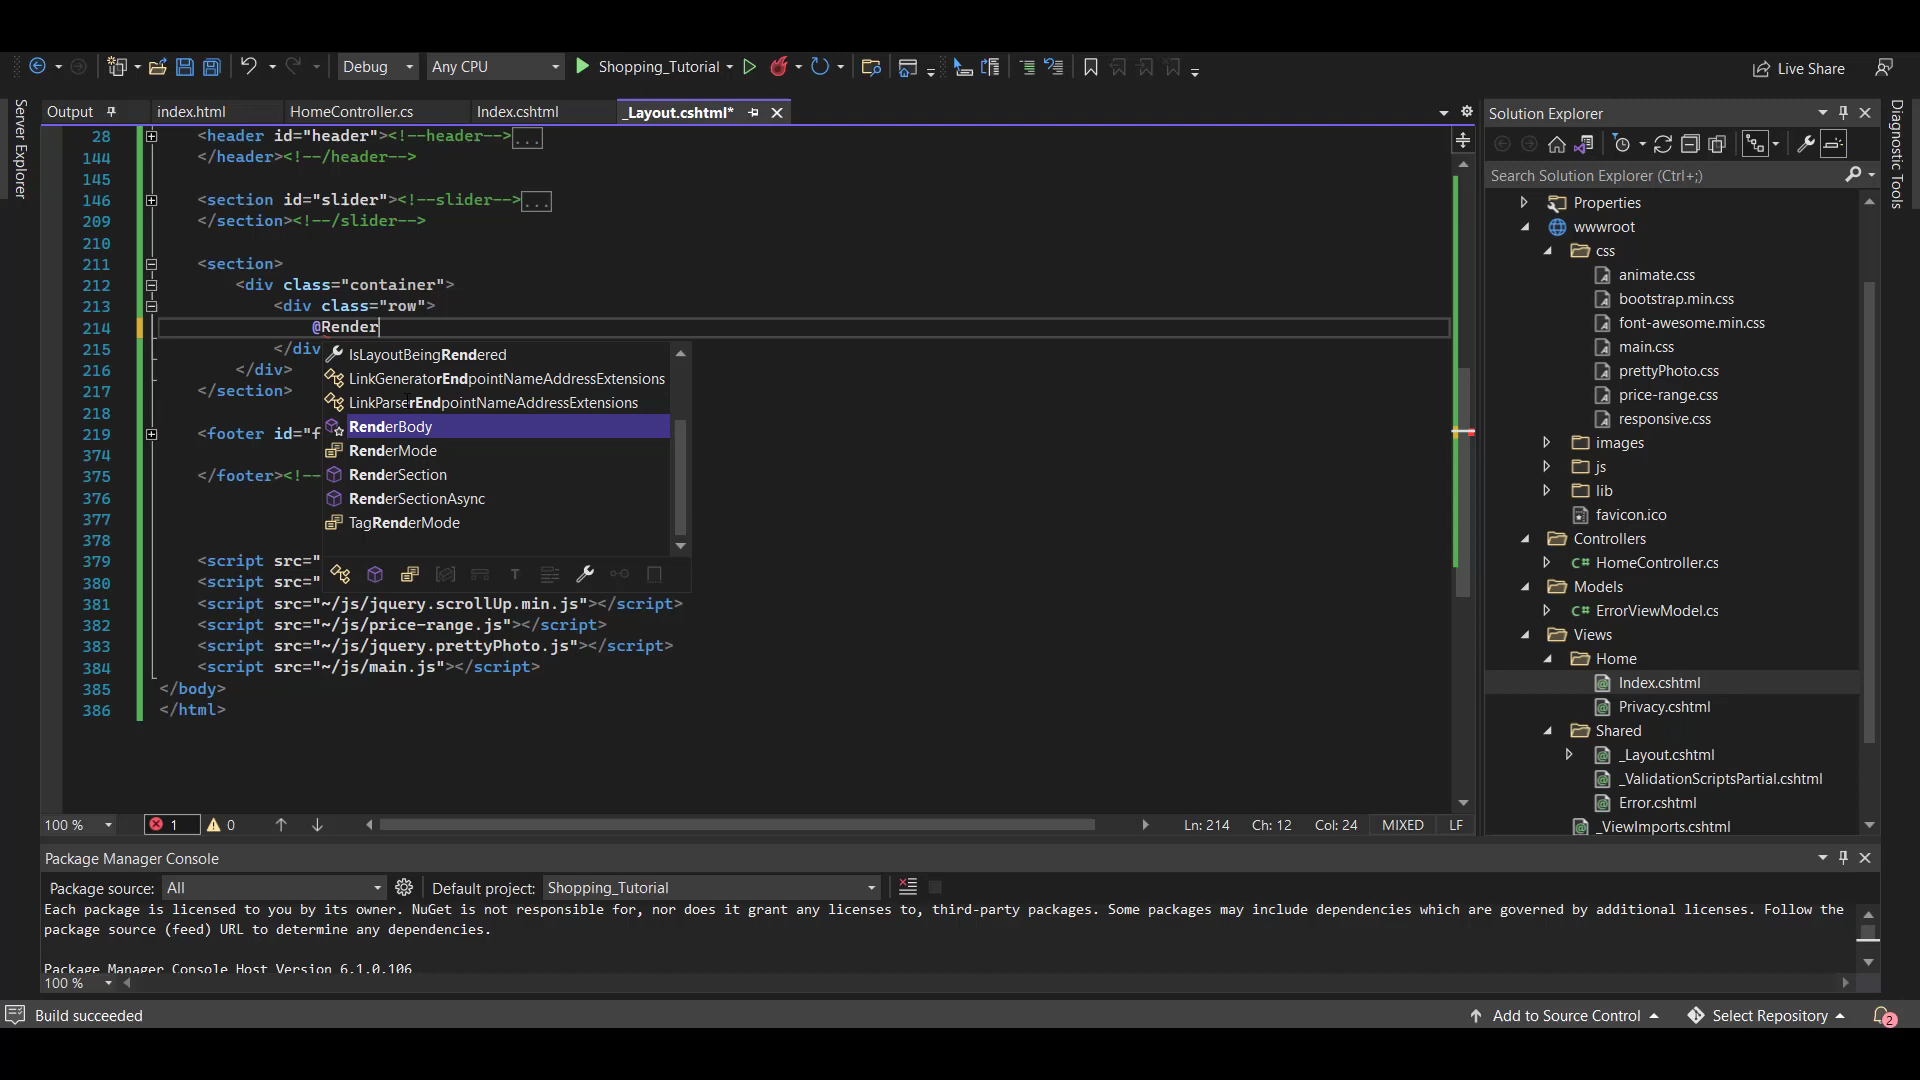 Debug
Any CPU
Shopping_Tutorial
Live Share
Server Explorer
Output
index.html
HomeController.cs
Index.cshtml
_Layout.cshtml*
28 <header id="header"><!--header-->...
144 </header><!--/header-->
145
146 <section id="slider"><!--slider-->...
209 </section><!--/slider-->
210
211 <section>
212 <div class="container">
213 <div class="row">
214 @Render
215 </div
216 </div>
217 </section>
218
219 <footer id="f
374
375 </footer><!--
376
377
378
379 <script src="
380 <script src="
381 <script src="~/js/jquery.scrollUp.min.js"></script>
382 <script src="~/js/price-range.js"></script>
383 <script src="~/js/jquery.prettyPhoto.js"></script>
384 <script src="~/js/main.js"></script>
385 </body>
386 </html>
IsLayoutBeingRendered
LinkGeneratorEndpointNameAddressExtensions
LinkParserEndpointNameAddressExtensions
RenderBody
RenderMode
RenderSection
RenderSectionAsync
TagRenderMode
100 %
1
0
Ln: 214
Ch: 12
Col: 24
MIXED
LF
Solution Explorer
Search Solution Explorer (Ctrl+;)
Properties
wwwroot
css
animate.css
bootstrap.min.css
font-awesome.min.css
main.css
prettyPhoto.css
price-range.css
responsive.css
images
js
lib
favicon.ico
Controllers
C# HomeController.cs
Models
C# ErrorViewModel.cs
Views
Home
Index.cshtml
Privacy.cshtml
Shared
_Layout.cshtml
_ValidationScriptsPartial.cshtml
Error.cshtml
_ViewImports.cshtml
Diagnostic Tools
Package Manager Console
Package source: All
Default project: Shopping_Tutorial
Each package is licensed to you by its owner. NuGet is not responsible for, nor does it grant any licenses to, third-party packages. Some packages may include dependencies which are governed by additional licenses. Follow the
package source (feed) URL to determine any dependencies.
Package Manager Console Host Version 6.1.0.106
100 %
Build succeeded
Add to Source Control
Select Repository
2